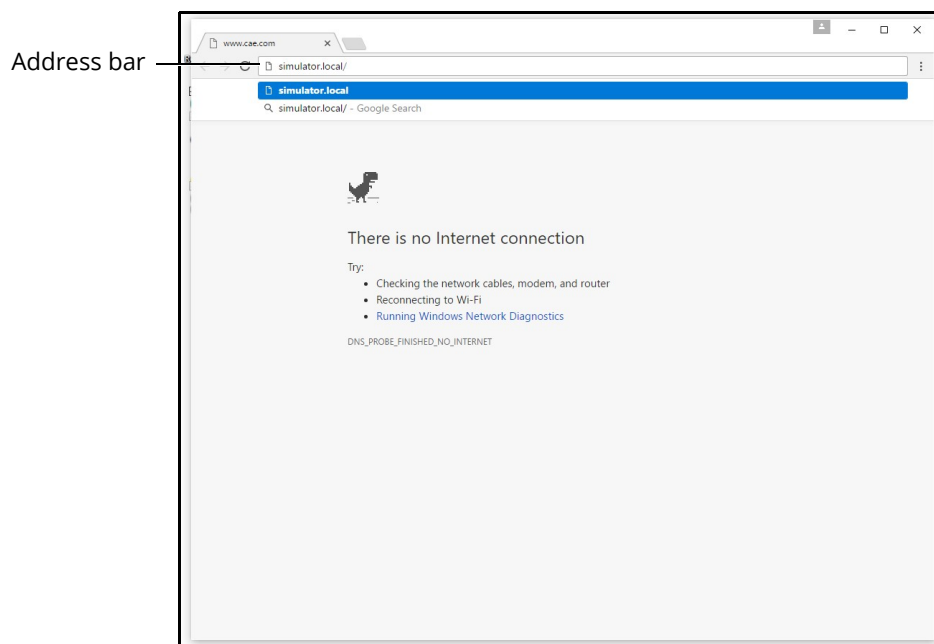 www.cae.com
Address bar
simulator.local/
simulator.local
simulator.local/ - Google Search
There is no Internet connection
Try:
Checking the network cables, modem, and router
Reconnecting to Wi-Fi
Running Windows Network Diagnostics
DNS_PROBE_FINISHED_NO_INTERNET